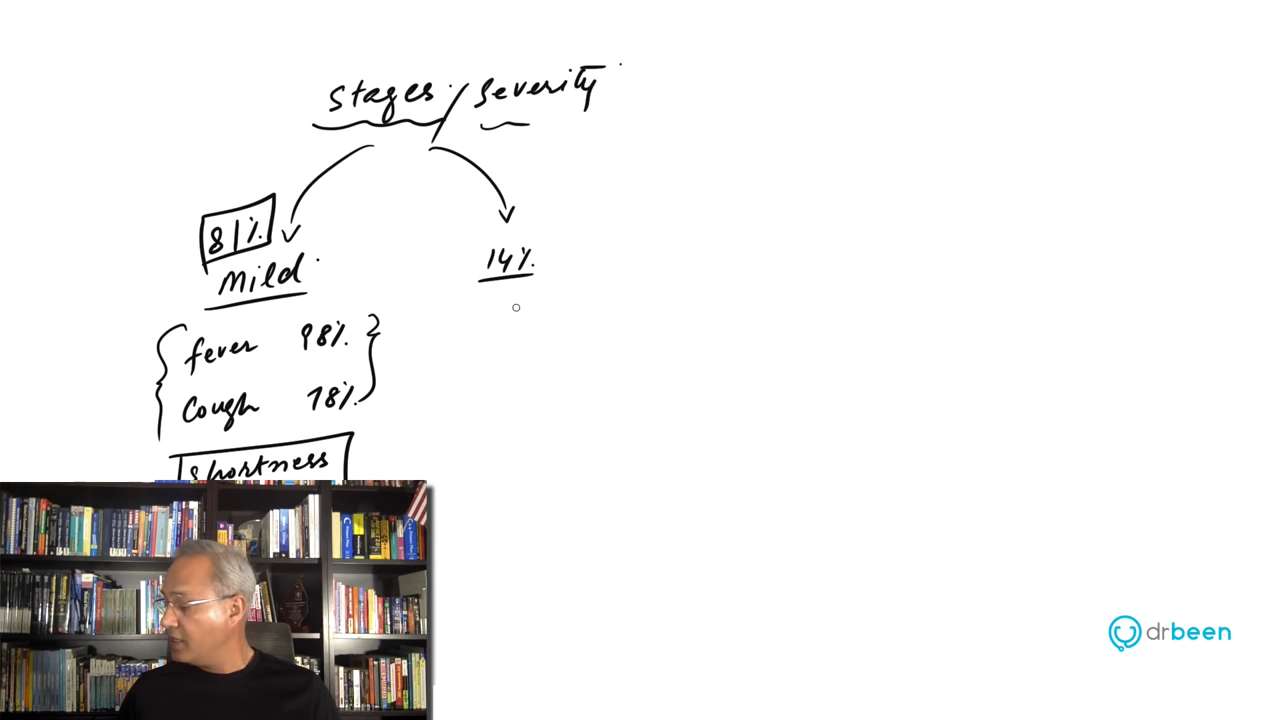 Stages / Severity
81%
14%
Mild
fever 98%
Cough 78%
Shortness
drbeen